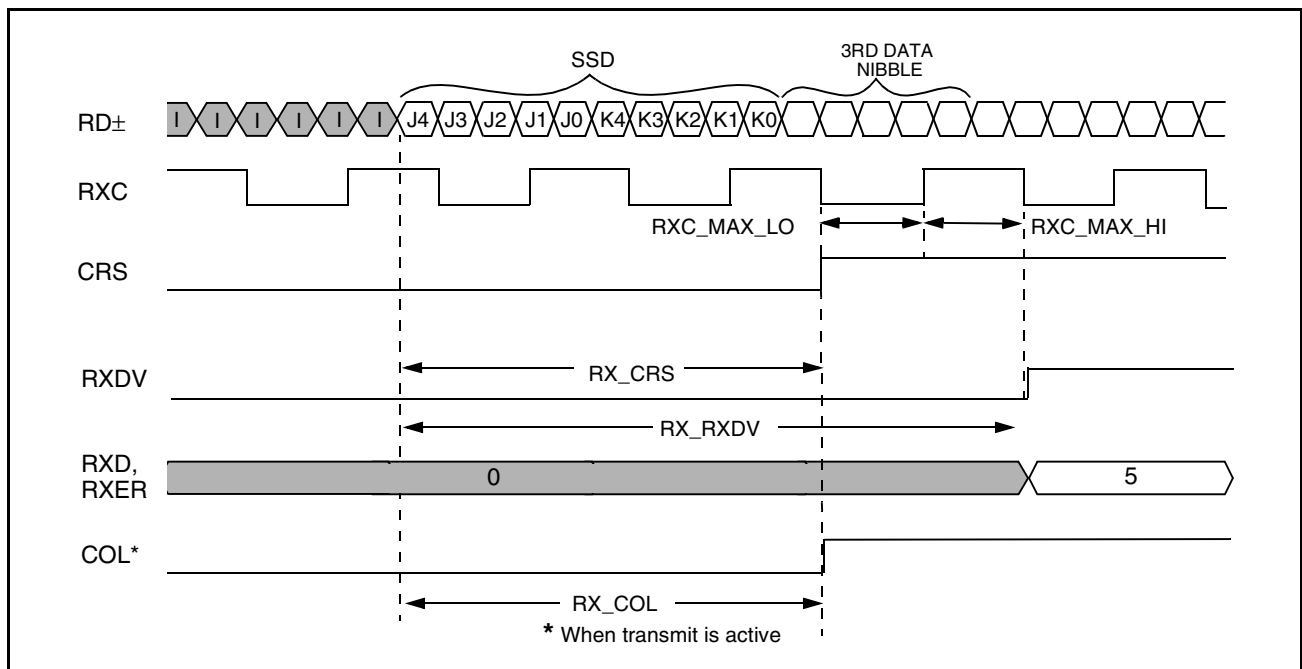 SSD
3RD DATA
NIBBLE
RD±
I I I I I I J4 J3 J2 J1 J0 K4 K3 K2 K1 K0
RXC
RXC_MAX_LO
RXC_MAX_HI
CRS
RX_CRS
RXDV
RX_RXDV
RXD,
RXER
0
5
COL*
RX_COL
* When transmit is active